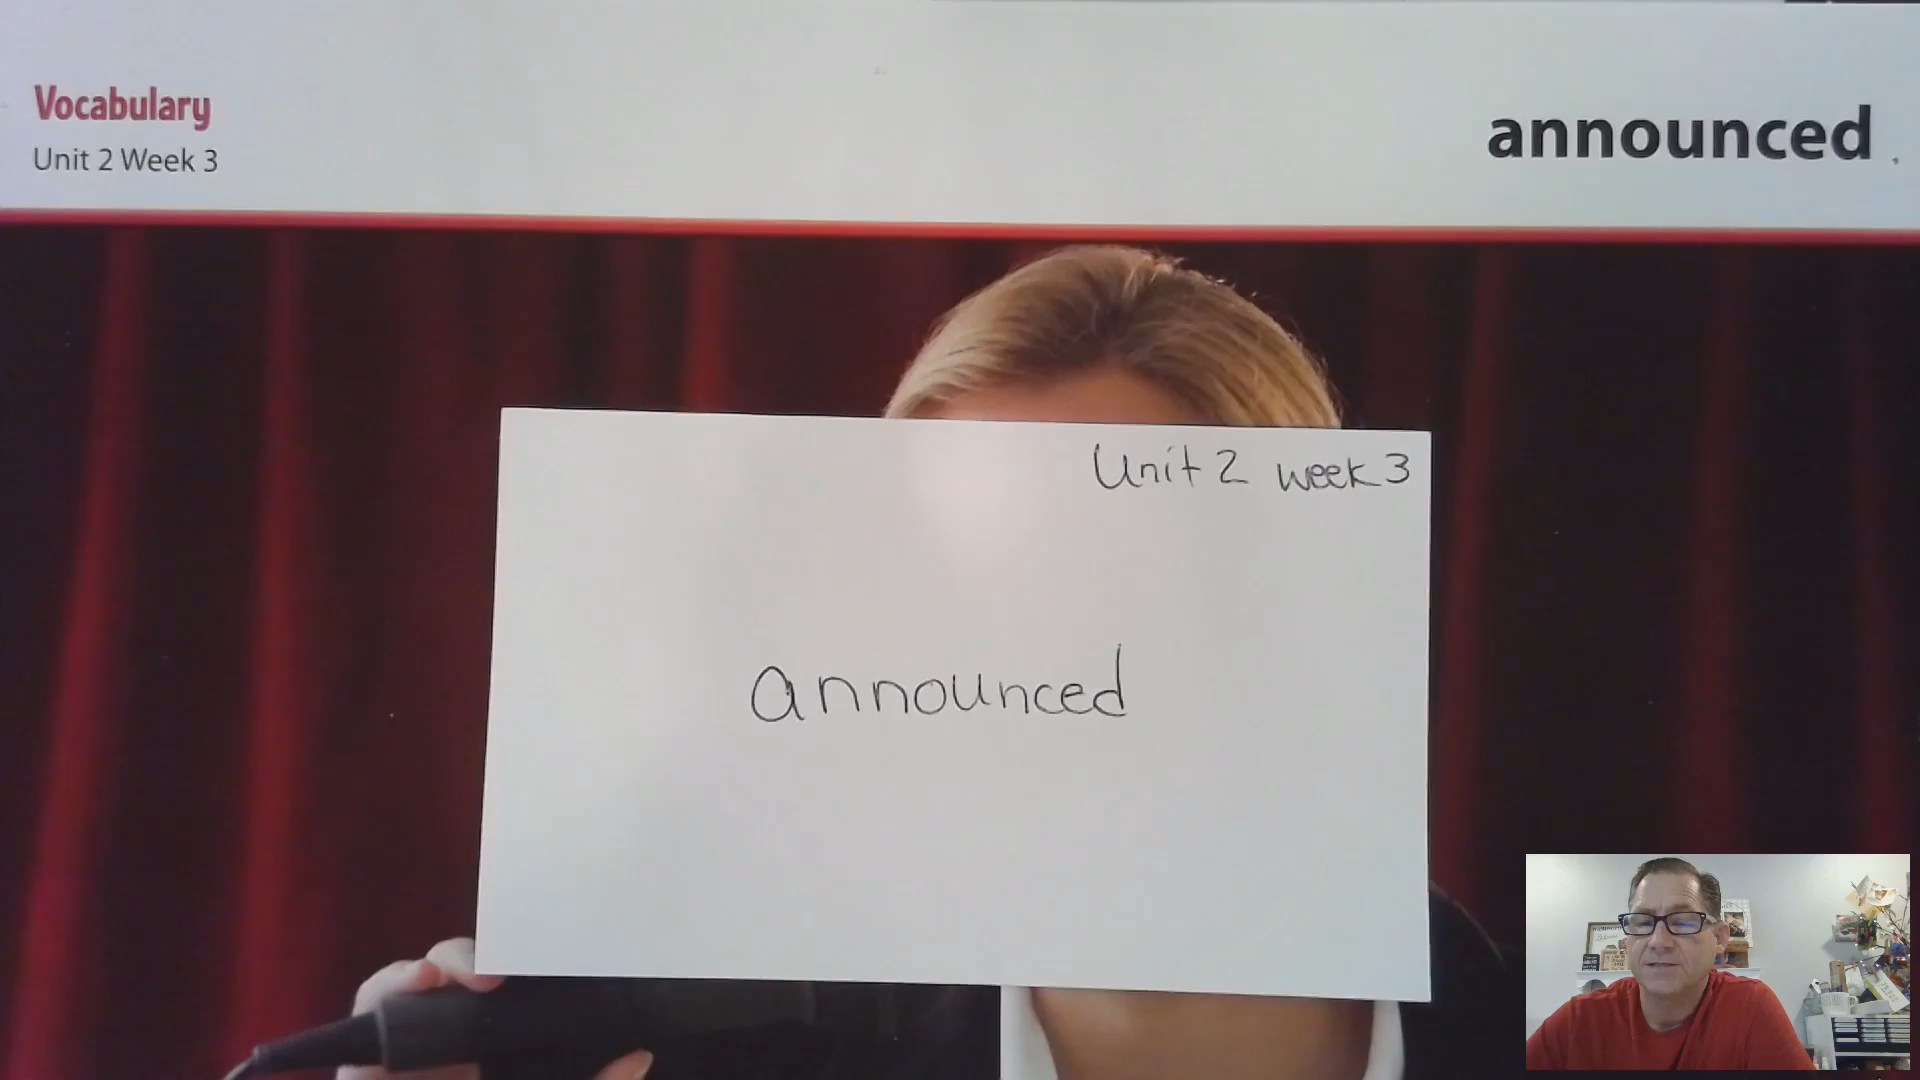 Vocabulary
Unit 2 Week 3
announced
Unit 2 week 3
announced